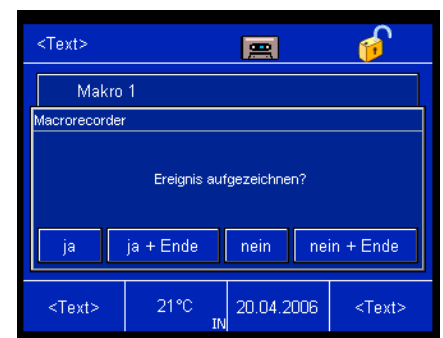 <Text>
Makro 1
Macrorecorder
Ereignis aufgezeichnen?
ja ja + Ende nein nein + Ende
<Text> 21°C IN 20.04.2006 <Text>